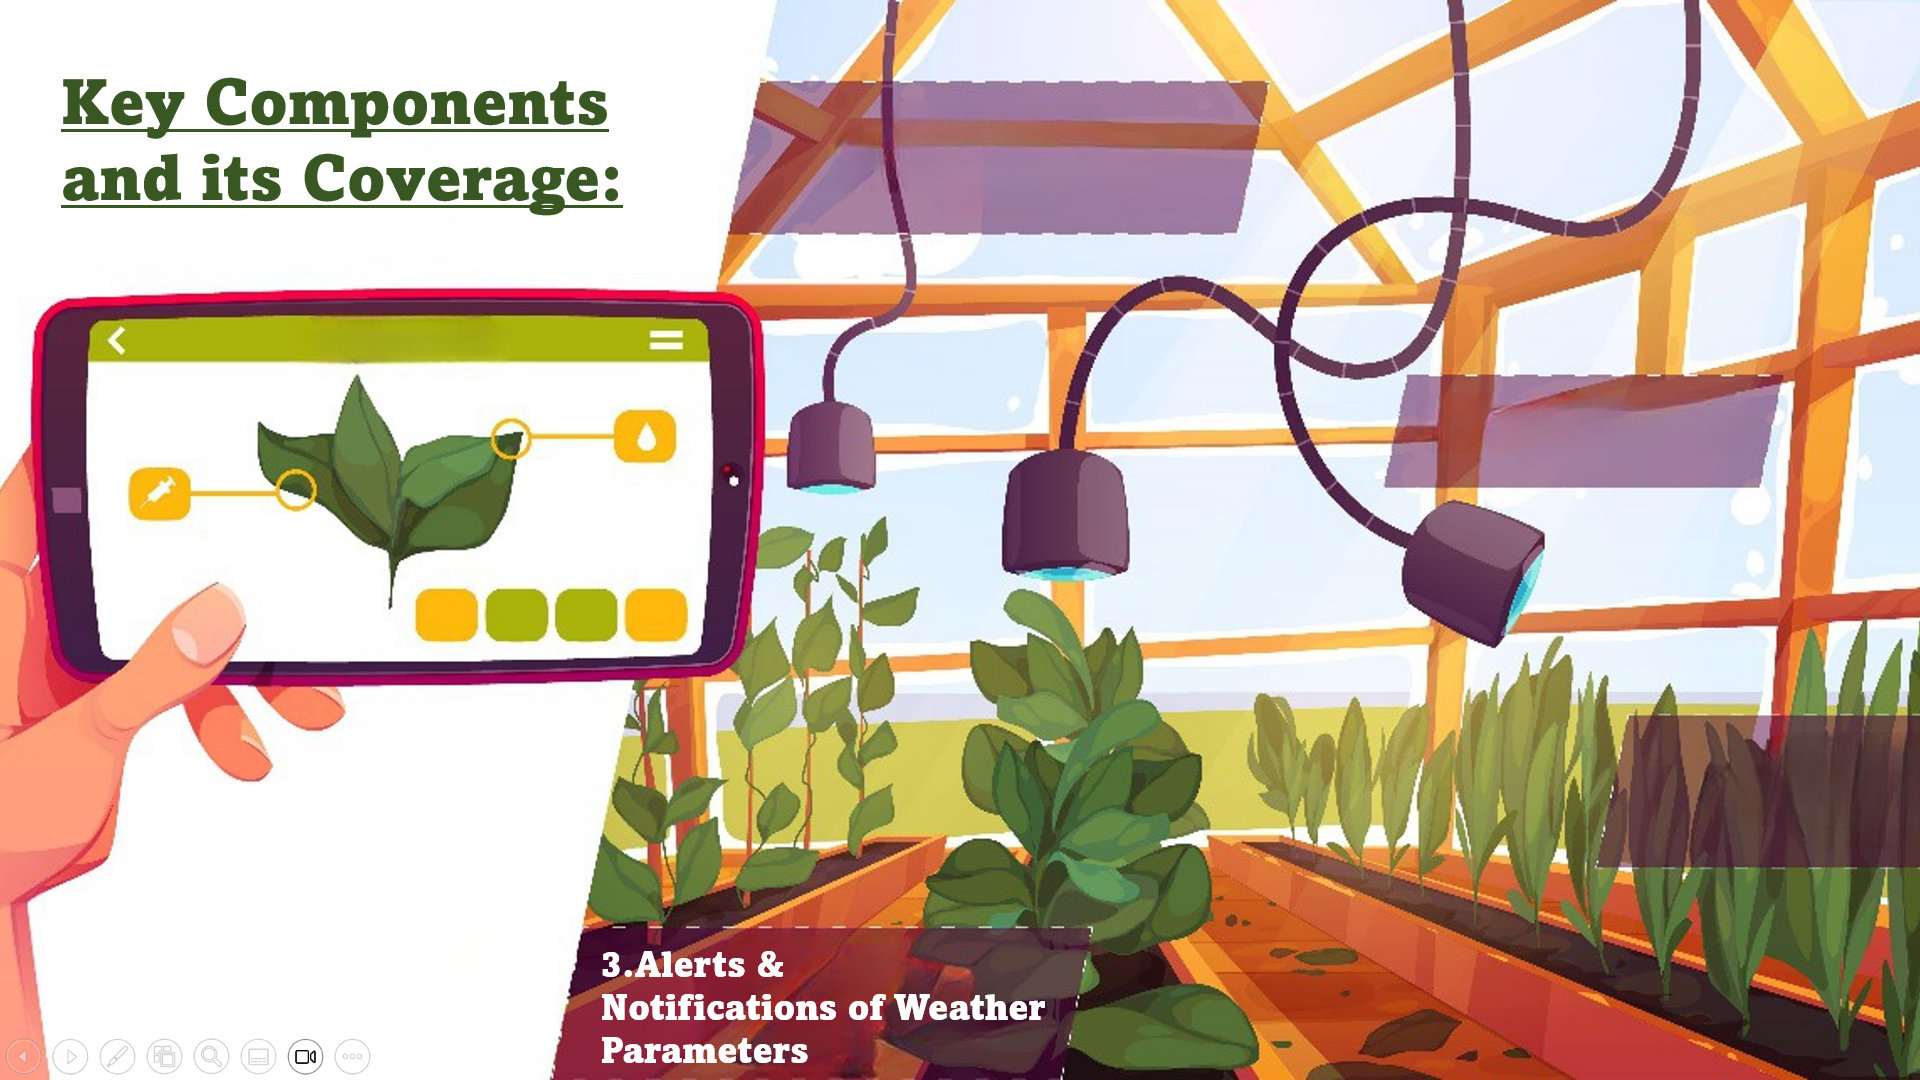 Key Components
and its Coverage:
3.Alerts &
Notifications of Weather
Parameters